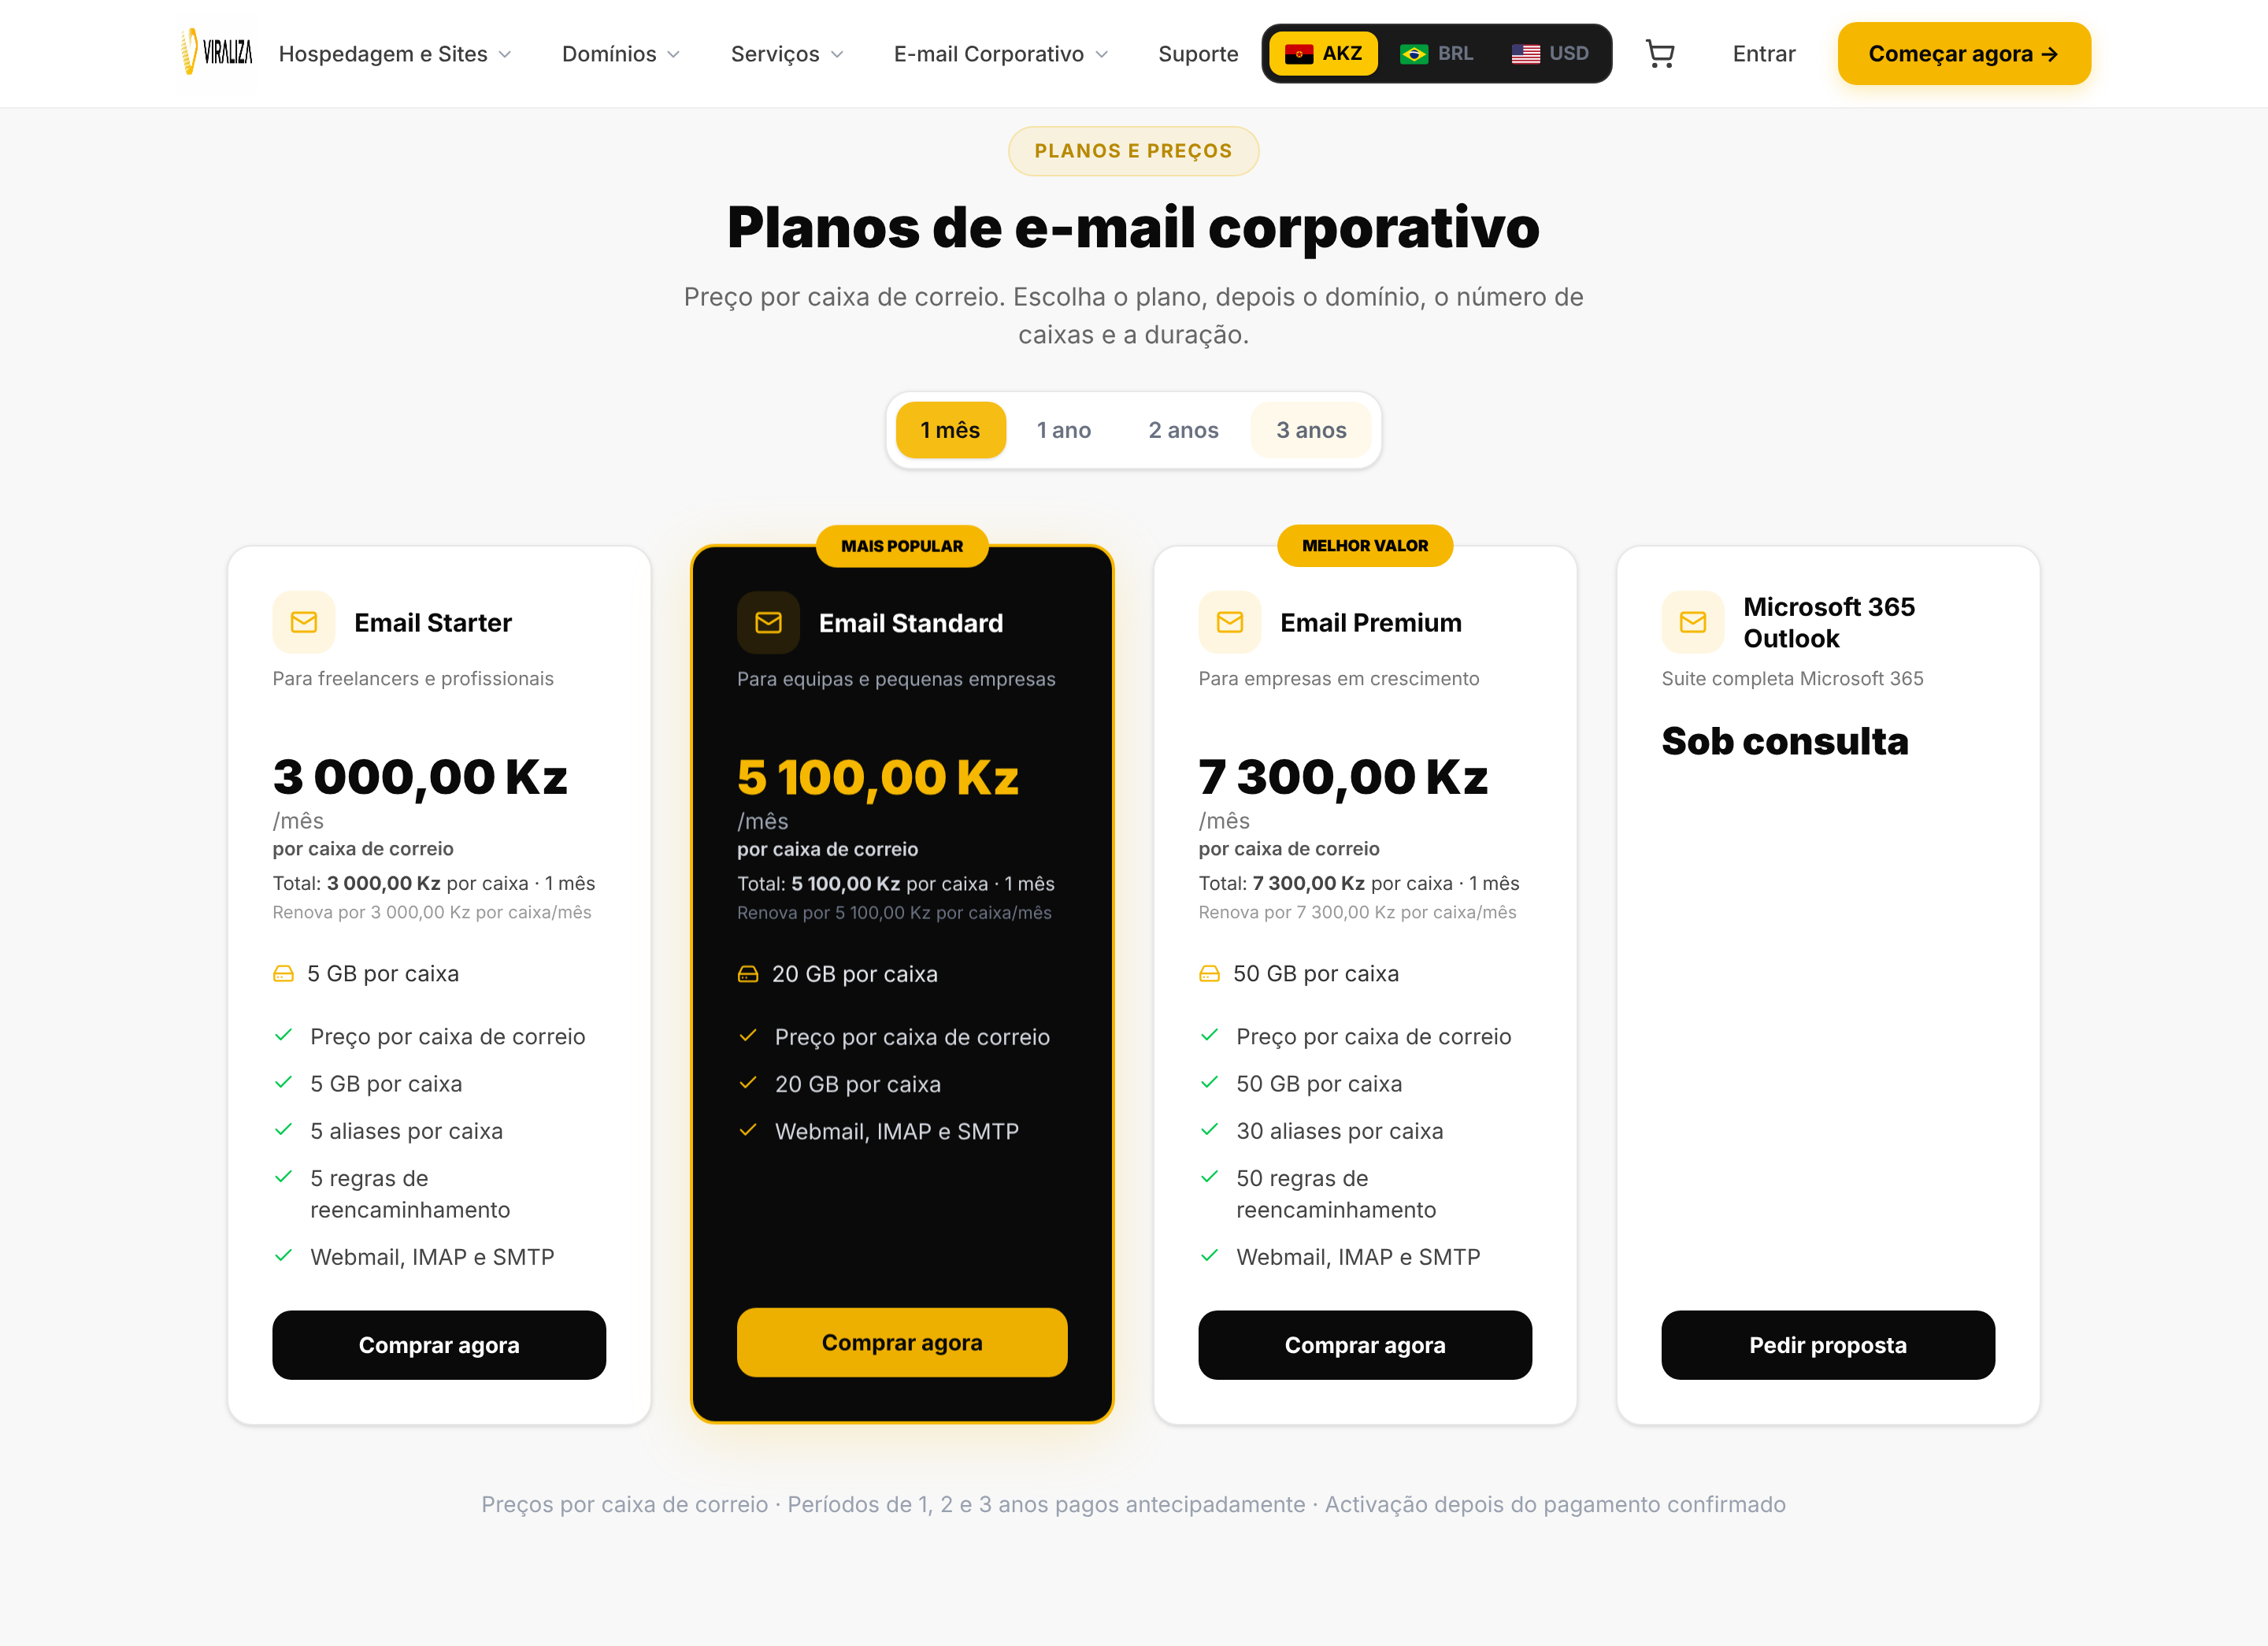 VIRALIZA
Hospedagem e Sites
Domínios
Serviços
E-mail Corporativo
Suporte
AKZ
BRL
USD
Entrar
Começar agora →
PLANOS E PREÇOS
Planos de e-mail corporativo
Preço por caixa de correio. Escolha o plano, depois o domínio, o número de
caixas e a duração.
1 mês
1 ano
2 anos
3 anos
Email Starter
Para freelancers e profissionais
3 000,00 Kz
/mês
por caixa de correio
Total: 3 000,00 Kz por caixa · 1 mês
Renova por 3 000,00 Kz por caixa/mês
5 GB por caixa
Preço por caixa de correio
5 GB por caixa
5 aliases por caixa
5 regras de
reencaminhamento
Webmail, IMAP e SMTP
Comprar agora
MAIS POPULAR
Email Standard
Para equipas e pequenas empresas
5 100,00 Kz
/mês
por caixa de correio
Total: 5 100,00 Kz por caixa · 1 mês
Renova por 5 100,00 Kz por caixa/mês
20 GB por caixa
Preço por caixa de correio
20 GB por caixa
Webmail, IMAP e SMTP
Comprar agora
MELHOR VALOR
Email Premium
Para empresas em crescimento
7 300,00 Kz
/mês
por caixa de correio
Total: 7 300,00 Kz por caixa · 1 mês
Renova por 7 300,00 Kz por caixa/mês
50 GB por caixa
Preço por caixa de correio
50 GB por caixa
30 aliases por caixa
50 regras de
reencaminhamento
Webmail, IMAP e SMTP
Comprar agora
Microsoft 365
Outlook
Suite completa Microsoft 365
Sob consulta
Pedir proposta
Preços por caixa de correio · Períodos de 1, 2 e 3 anos pagos antecipadamente · Activação depois do pagamento confirmado